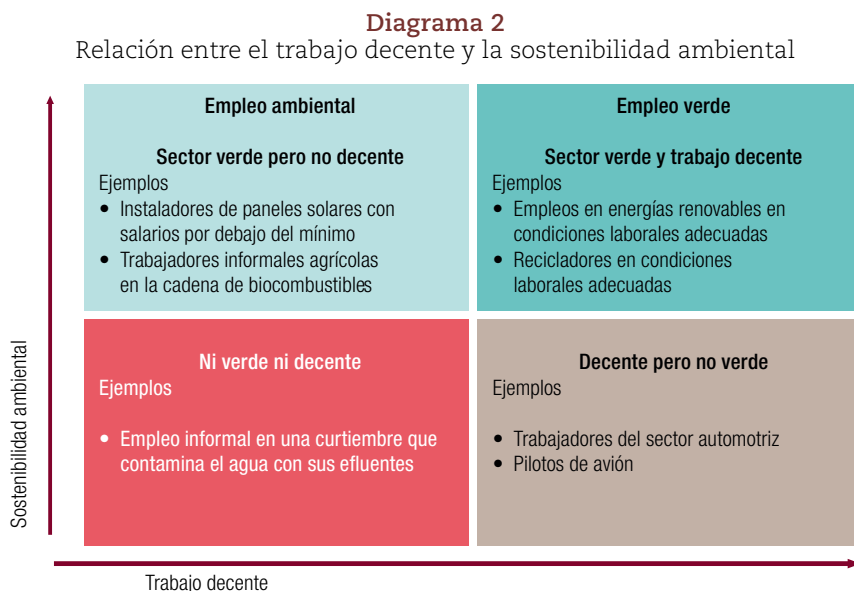 Diagrama 2
Relación entre el trabajo decente y la sostenibilidad ambiental
Empleo ambiental
Sector verde pero no decente
Ejemplos
• Instaladores de paneles solares con
salarios por debajo del mínimo
• Trabajadores informales agrícolas
en la cadena de biocombustibles
Empleo verde
Sector verde y trabajo decente
Ejemplos
• Empleos en energías renovables en
condiciones laborales adecuadas
• Recicladores en condiciones
laborales adecuadas
Ni verde ni decente
Ejemplos
• Empleo informal en una curtiembre que
contamina el agua con sus efluentes
Decente pero no verde
Ejemplos
• Trabajadores del sector automotriz
• Pilotos de avión
Sostenibilidad ambiental
Trabajo decente